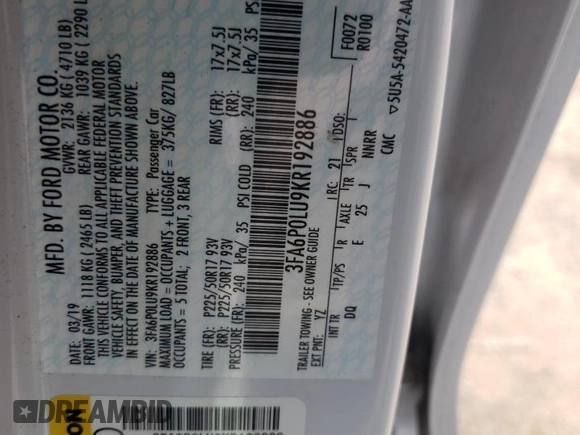 MFD. BY FORD MOTOR CO.
DATE: 03/19 GVWR: 2136 KG ( 4710 LB)
FRONT GAWR: 1118 KG ( 2465 LB) REAR GAWR: 1039 KG ( 2290 L
THIS VEHICLE CONFORMS TO ALL APPLICABLE FEDERAL MOTOR
VEHICLE SAFETY, BUMPER, AND THEFT PREVENTION STANDARDS
IN EFFECT ON THE DATE OF MANUFACTURE SHOWN ABOVE.
VIN: 3FA6P0LU9KR192886 TYPE: Passenger Car
MAXIMUM LOAD = OCCUPANTS + LUGGAGE = 375KG/ 827LB
OCCUPANTS = 5 TOTAL; 2 FRONT, 3 REAR
TIRE (FR): P225/50R17 93V RIMS (FR): 17x7.5J
(RR): P225/50R17 93V (RR): 17x7.5J
PRESSURE (FR): 240 kPa/ 35 PSI COLD (RR): 240 kPa/ 35 PS
3FA6P0LU9KR192886
F0072
R0100
TRAILER TOWING - SEE OWNER GUIDE
EXT PNT: YZ RC: 21 DSO:
INT TR TP/PS R AXLE TR SPR
DQ E 25 J NNRR
CMC
5U5A-5420472-AA
ON
DREAMBID